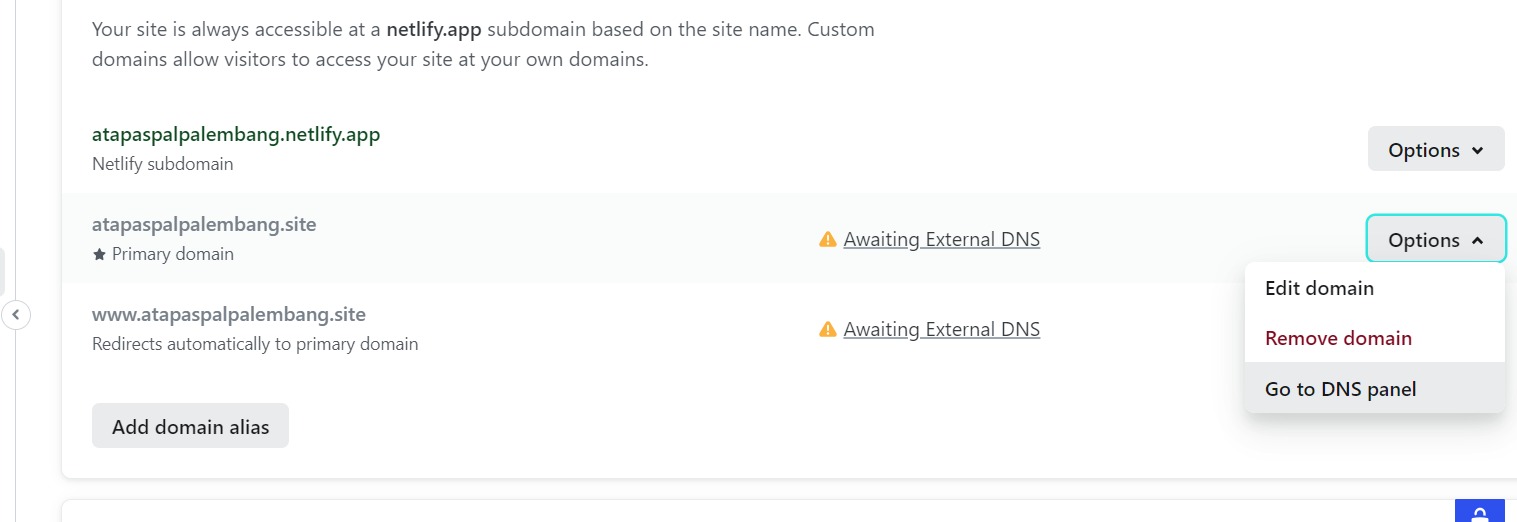 Your site is always accessible at a netlify.app subdomain based on the site name. Custom
domains allow visitors to access your site at your own domains.
atapaspalpalembang.netlify.app
Netlify subdomain
Options
atapaspalpalembang.site
Primary domain
Awaiting External DNS
Options
Edit domain
Remove domain
Go to DNS panel
www.atapaspalpalembang.site
Redirects automatically to primary domain
Awaiting External DNS
Add domain alias